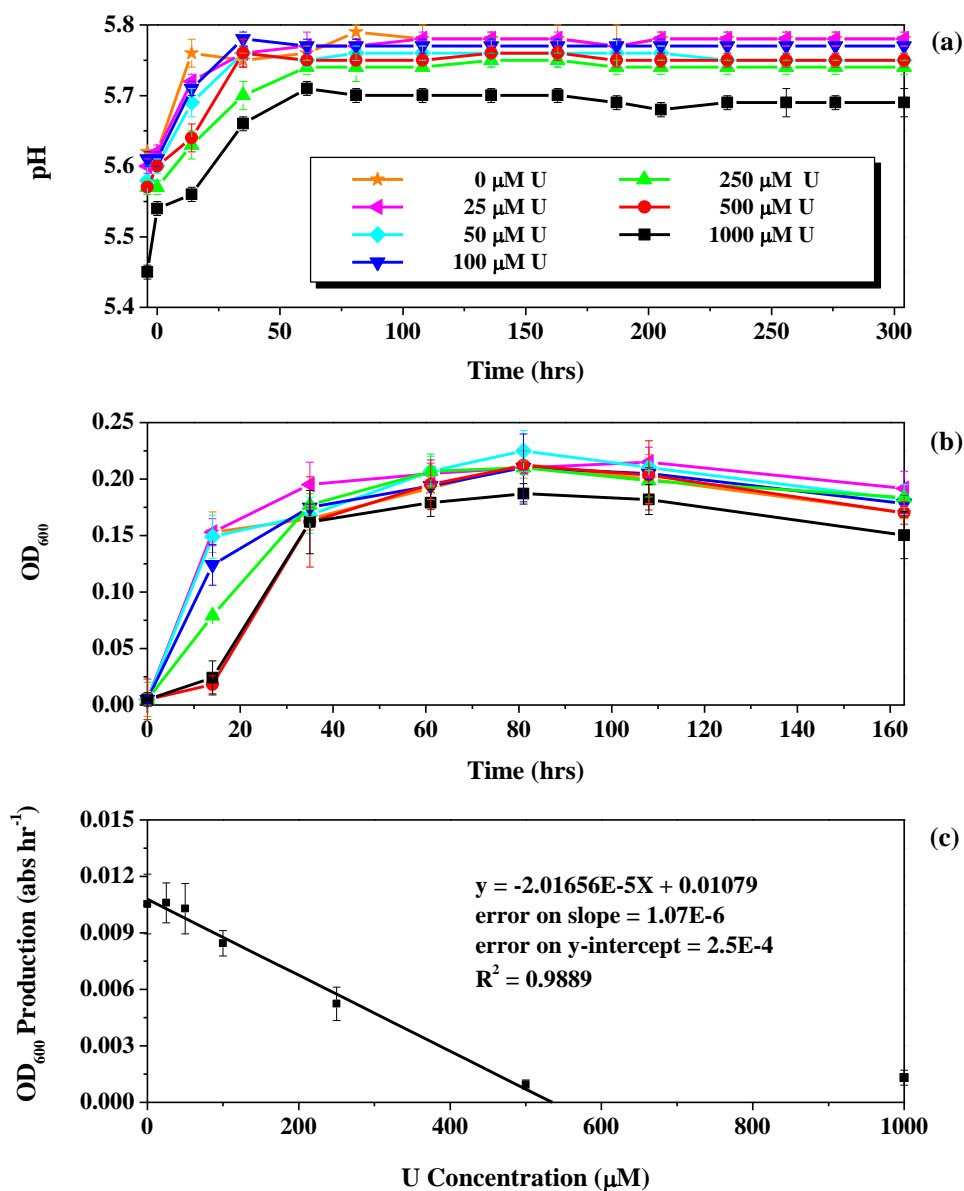 5.8
5.7
5.6
5.5
5.4
pH
(a)
0 μM U
25 μM U
50 μM U
100 μM U
250 μM U
500 μM U
1000 μM U
0 50 100 150 200 250 300
Time (hrs)
(b)
0.25
0.20
0.15
0.10
0.05
0.00
OD600
0 20 40 60 80 100 120 140 160
Time (hrs)
(c)
0.015
0.012
0.009
0.006
0.003
0.000
OD600 Production (abs hr-1)
y = -2.01656E-5X + 0.01079
error on slope = 1.07E-6
error on y-intercept = 2.5E-4
R2 = 0.9889
0 200 400 600 800 1000
U Concentration (μM)